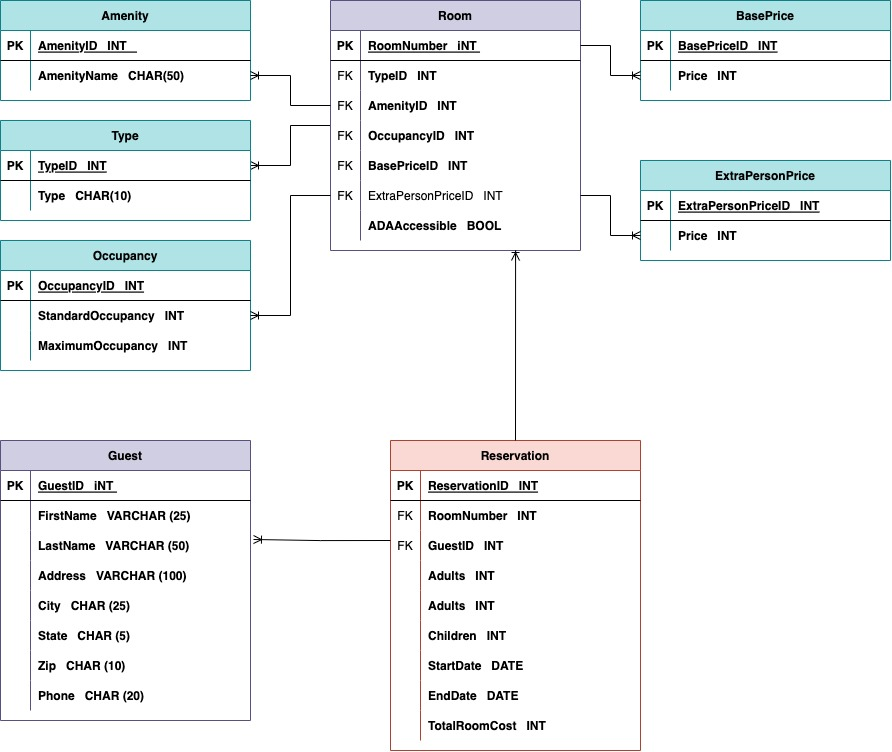 Amenity
PK AmenityID INT
AmenityName CHAR(50)
Type
PK TypeID INT
Type CHAR(10)
Occupancy
PK OccupancyID INT
StandardOccupancy INT
MaximumOccupancy INT
Room
PK RoomNumber iNT
FK TypeID INT
FK AmenityID INT
FK OccupancyID INT
FK BasePriceID INT
FK ExtraPersonPriceID INT
ADAAccessible BOOL
BasePrice
PK BasePriceID INT
Price INT
ExtraPersonPrice
PK ExtraPersonPriceID INT
Price INT
Guest
PK GuestID iNT
FirstName VARCHAR (25)
LastName VARCHAR (50)
Address VARCHAR (100)
City CHAR (25)
State CHAR (5)
Zip CHAR (10)
Phone CHAR (20)
Reservation
PK ReservationID INT
FK RoomNumber INT
FK GuestID INT
Adults INT
Adults INT
Children INT
StartDate DATE
EndDate DATE
TotalRoomCost INT